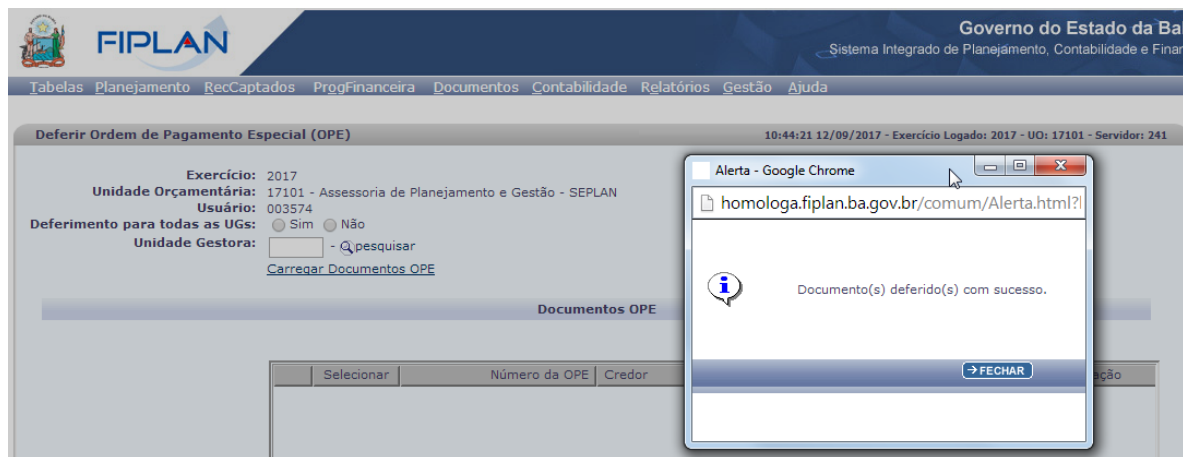 FIPLAN
Governo do Estado da Ba
Sistema Integrado de Planejamento, Contabilidade e Finan
Tabelas Planejamento RecCaptados ProgFinanceira Documentos Contabilidade Relatórios Gestão Ajuda
Deferir Ordem de Pagamento Especial (OPE) 10:44:21 12/09/2017 - Exercício Logado: 2017 - UO: 17101 - Servidor: 241
Exercício: 2017
Unidade Orçamentária: 17101 - Assessoria de Planejamento e Gestão - SEPLAN
Usuário: 003574
Deferimento para todas as UGs: Sim Não
Unidade Gestora: - pesquisar
Carregar Documentos OPE
Documentos OPE
Selecionar Número da OPE Credor ação
Alerta - Google Chrome
homologa.fiplan.ba.gov.br/comum/Alerta.html?
Documento(s) deferido(s) com sucesso.
FECHAR